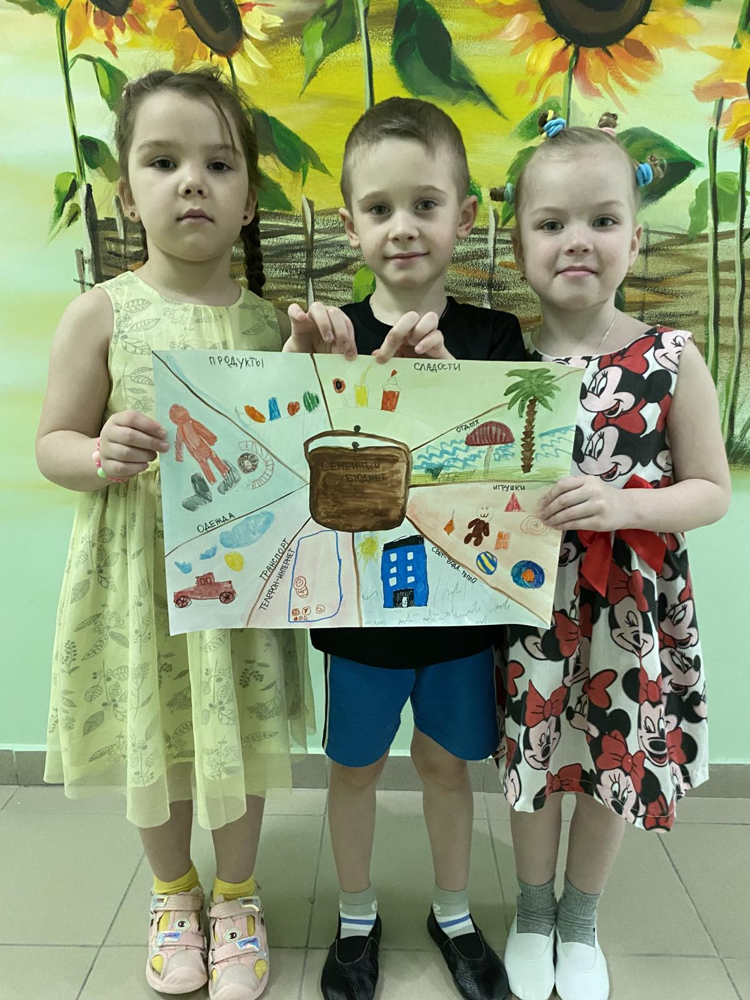 ПРОДУКТЫ
СЛАДОСТИ
ОТДЫХ
СЕМЕЙНЫЙ
БЮДЖЕТ
ИГРУШКИ
ОДЕЖДА
ТРАНСПОРТ
ТЕЛЕФОН-ИНТЕРНЕТ
СВЕТ-ВОДА-ТЕПЛО